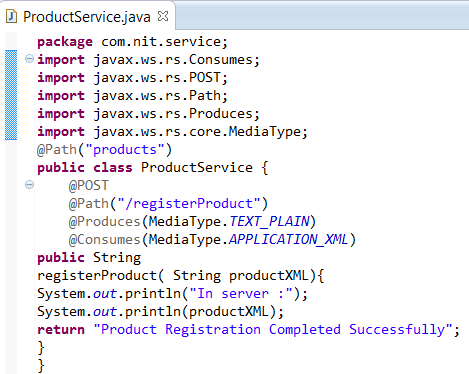 ProductService.java
package com.nit.service;
import javax.ws.rs.Consumes;
import javax.ws.rs.POST;
import javax.ws.rs.Path;
import javax.ws.rs.Produces;
import javax.ws.rs.core.MediaType;
@Path("products")
public class ProductService {
@POST
@Path("/registerProduct")
@Produces(MediaType.TEXT_PLAIN)
@Consumes(MediaType.APPLICATION_XML)
public String
registerProduct( String productXML){
System.out.println("In server :");
System.out.println(productXML);
return "Product Registration Completed Successfully";
}
}